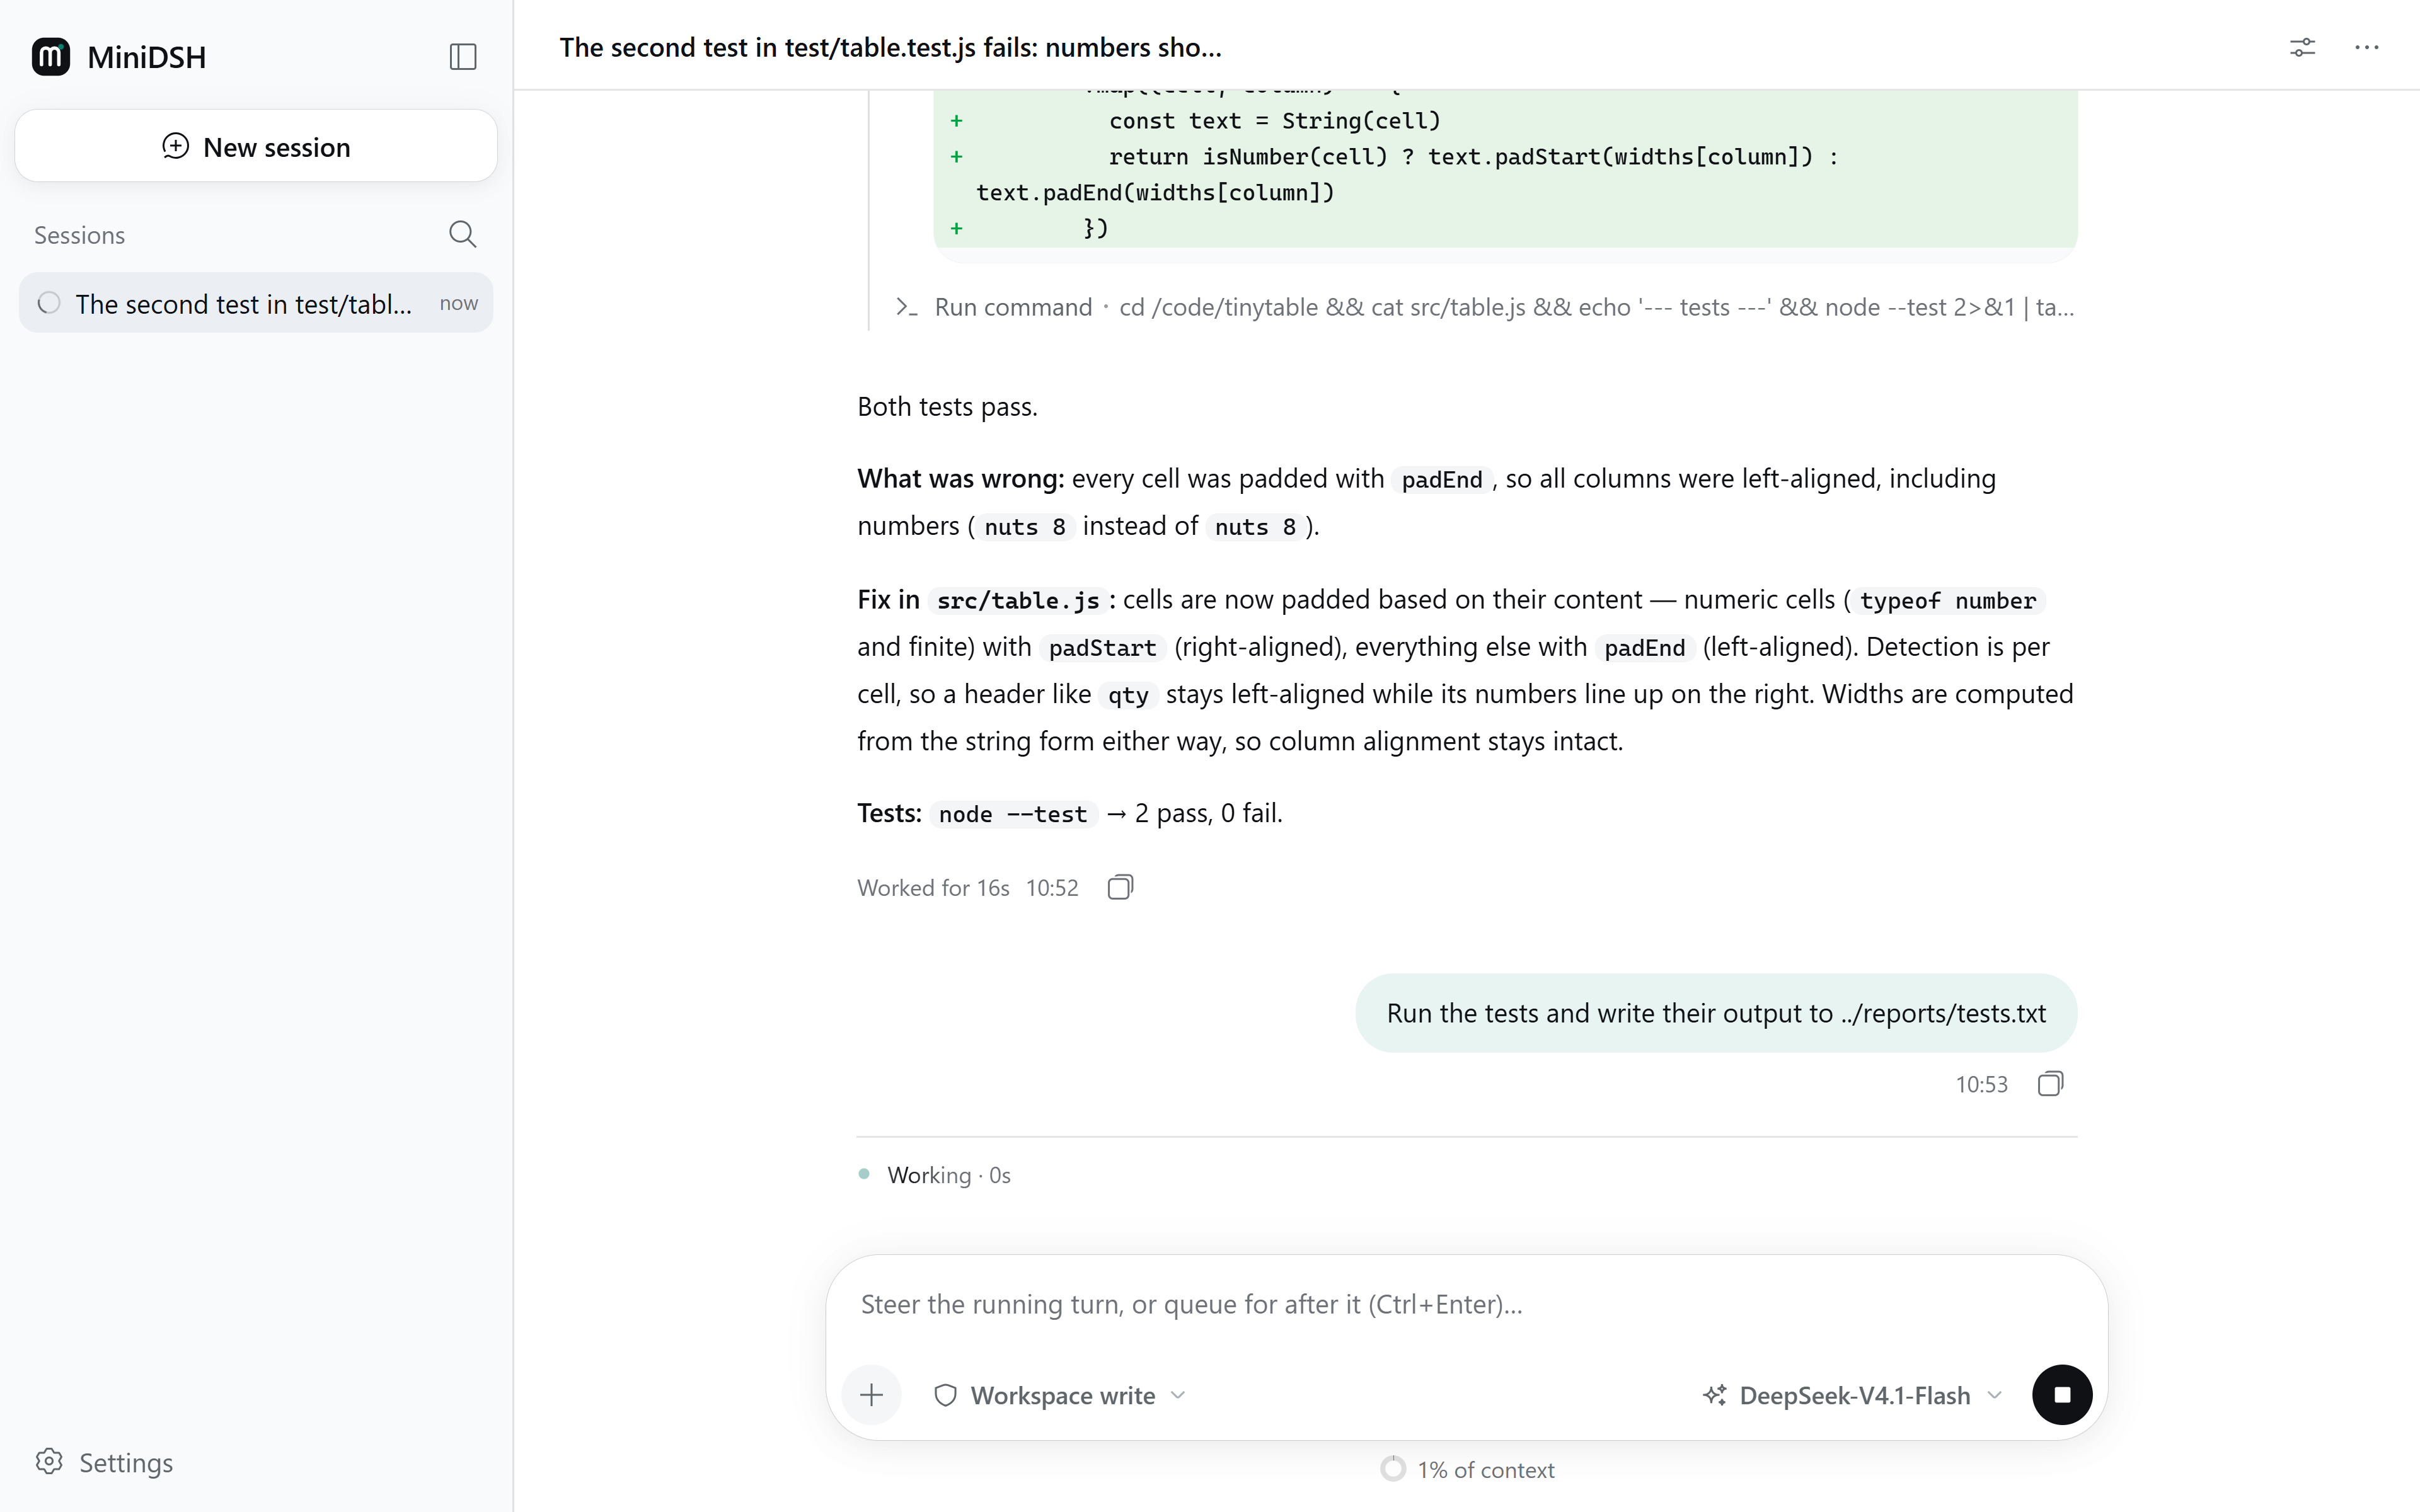 MiniDSH
New session
Sessions
The second test in test/tabl... now
Settings
The second test in test/table.test.js fails: numbers sho...
+ const text = String(cell)
+ return isNumber(cell) ? text.padStart(widths[column]) :
text.padEnd(widths[column])
+ })
Run command · cd /code/tinytable && cat src/table.js && echo '--- tests ---' && node --test 2>&1 | ta...
Both tests pass.
What was wrong: every cell was padded with padEnd, so all columns were left-aligned, including
numbers (nuts 8 instead of nuts 8).
Fix in src/table.js: cells are now padded based on their content — numeric cells (typeof number
and finite) with padStart (right-aligned), everything else with padEnd (left-aligned). Detection is per
cell, so a header like qty stays left-aligned while its numbers line up on the right. Widths are computed
from the string form either way, so column alignment stays intact.
Tests: node --test → 2 pass, 0 fail.
Worked for 16s 10:52
Run the tests and write their output to ../reports/tests.txt
10:53
Working · 0s
Steer the running turn, or queue for after it (Ctrl+Enter)...
Workspace write
DeepSeek-V4.1-Flash
1% of context